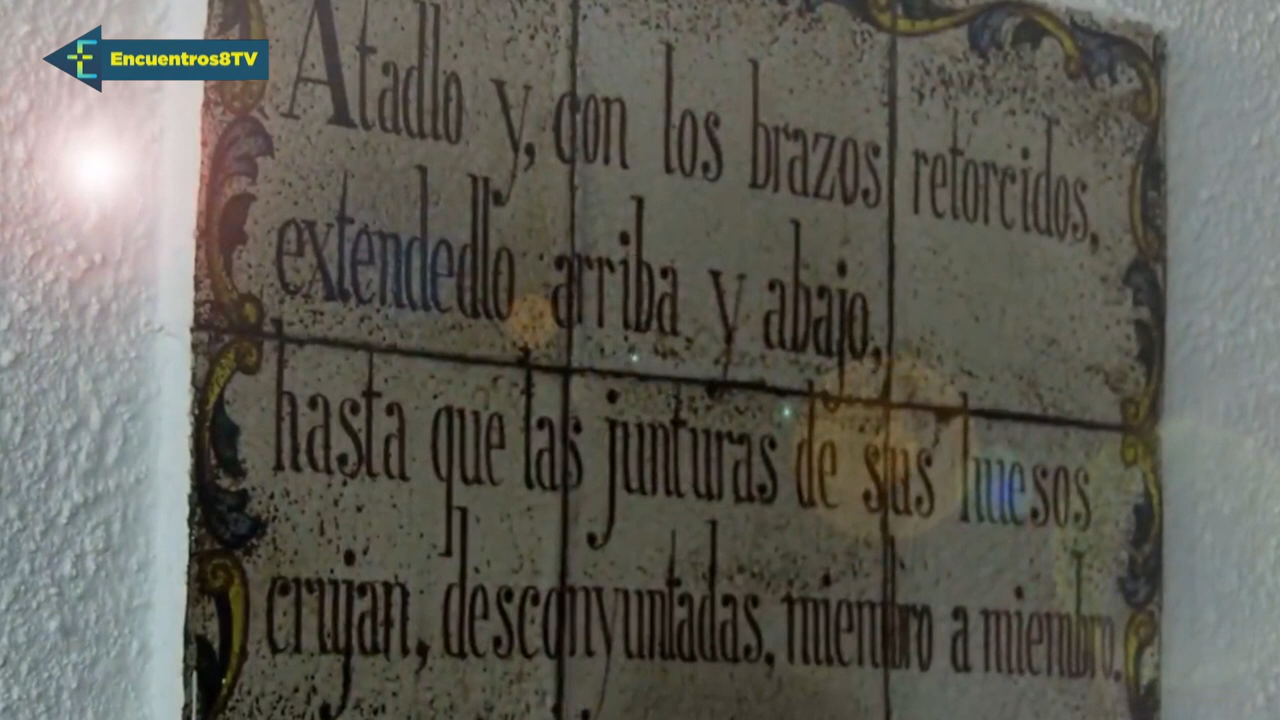 Encuentros8TV
Atadlo y, con los brazos retorcidos,
extendedlo arriba y abajo,
hasta que las junturas de sus huesos
crujan, desconyuntadas, miembro a miembro.